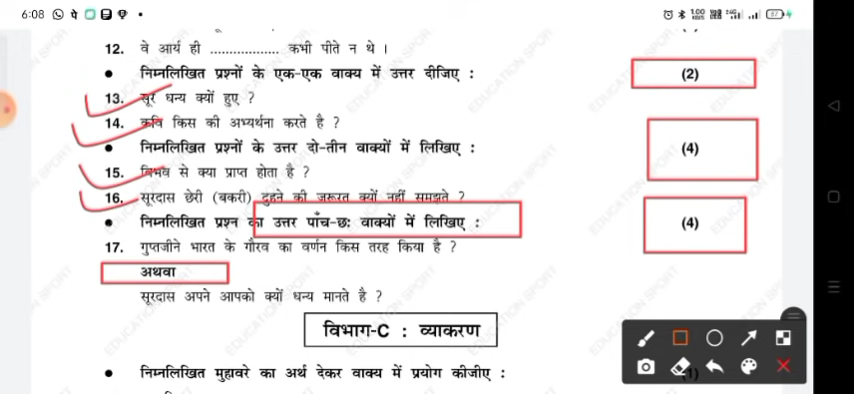 6:08
12. वे आर्य ही .................. कभी पीते न थे ।
● निम्नलिखित प्रश्नों के एक-एक वाक्य में उत्तर दीजिए : (2)
13. सूर धन्य क्यों हुए ?
14. कवि किस की अभ्यर्थना करते है ?
● निम्नलिखित प्रश्नों के उत्तर दो-तीन वाक्यों में लिखिए : (4)
15. विभव से क्या प्राप्त होता है ?
16. सूरदास छेरी (बकरी) दुहने की जरूरत क्यों नहीं समझते ?
● निम्नलिखित प्रश्न का उत्तर पाँच-छः वाक्यों में लिखिए : (4)
17. गुप्तजीने भारत के गौरव का वर्णन किस तरह किया है ?
अथवा
सूरदास अपने आपको क्यों धन्य मानते है ?
विभाग-C : व्याकरण
● निम्नलिखित मुहावरे का अर्थ देकर वाक्य में प्रयोग कीजीए : (1)